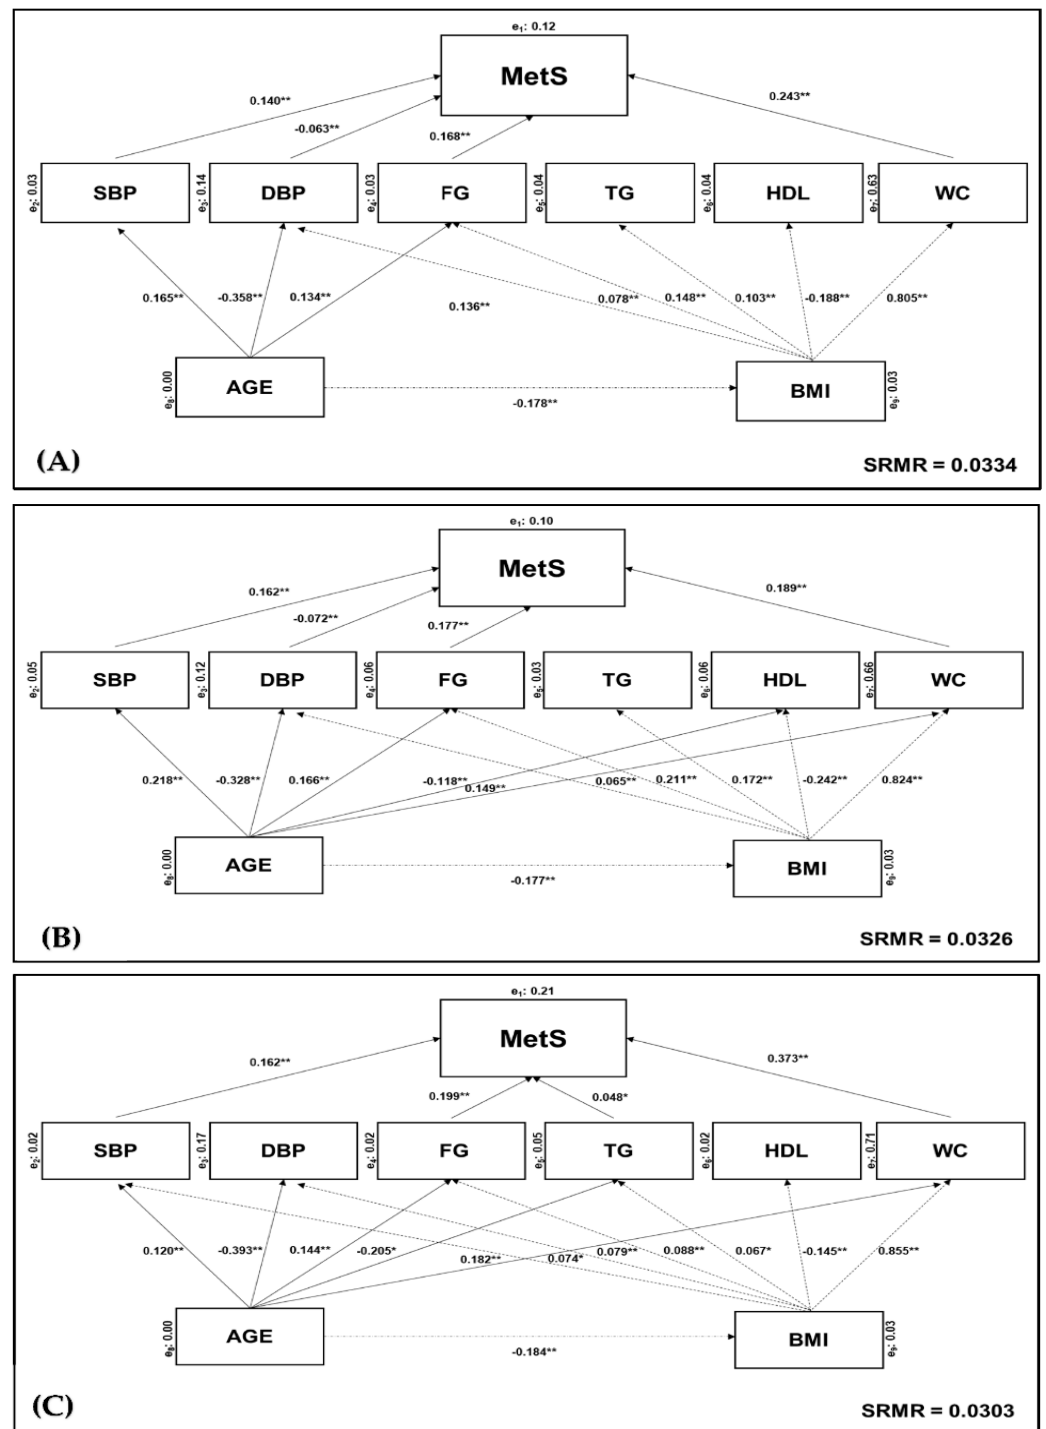 e1: 0.12
MetS
0.140**
-0.063**
0.168**
0.243**
e2: 0.03
SBP
e3: 0.14
DBP
e4: 0.03
FG
e5: 0.04
TG
e6: 0.04
HDL
e7: 0.63
WC
0.165**
-0.358**
0.134**
0.136**
0.078**
0.148**
0.103**
-0.188**
0.805**
e8: 0.00
AGE
-0.178**
BMI
e9: 0.03
(A)
SRMR = 0.0334
e1: 0.10
MetS
0.162**
-0.072**
0.177**
0.189**
e2: 0.05
SBP
e3: 0.12
DBP
e4: 0.06
FG
e5: 0.03
TG
e6: 0.06
HDL
e7: 0.66
WC
0.218**
-0.328**
0.166**
-0.118**
0.149**
0.065**
0.211**
0.172**
-0.242**
0.824**
e8: 0.00
AGE
-0.177**
BMI
e9: 0.03
(B)
SRMR = 0.0326
e1: 0.21
MetS
0.162**
0.199**
0.048*
0.373**
e2: 0.02
SBP
e3: 0.17
DBP
e4: 0.02
FG
e5: 0.05
TG
e6: 0.02
HDL
e7: 0.71
WC
0.120**
-0.393**
0.144**
-0.205*
0.182**
0.074*
0.079**
0.088**
0.067*
-0.145**
0.855**
e8: 0.00
AGE
-0.184**
BMI
e9: 0.03
(C)
SRMR = 0.0303